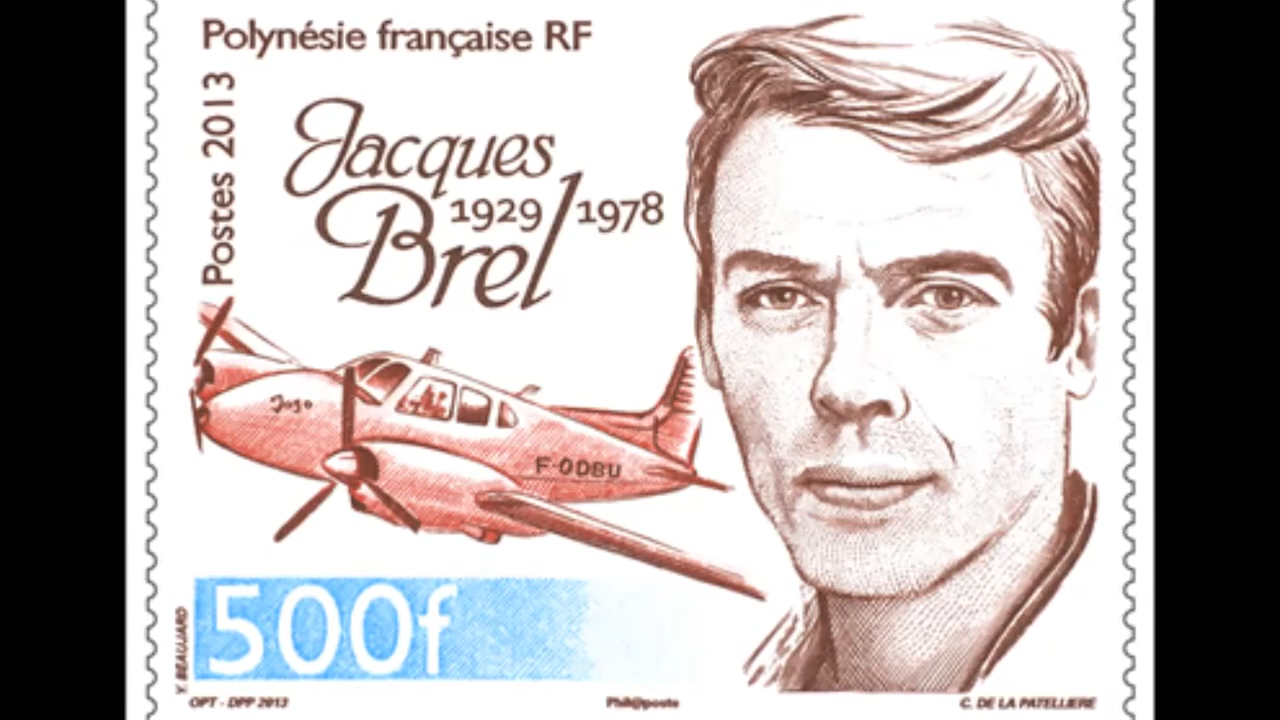 Polynésie française RF
Postes 2013
Jacques
Brel
1929 1978
Jojo
F-ODBU
500f
Y. BEAUJARD
OPT - DPP 2013
Phil@poste
C. DE LA PATELLIERE